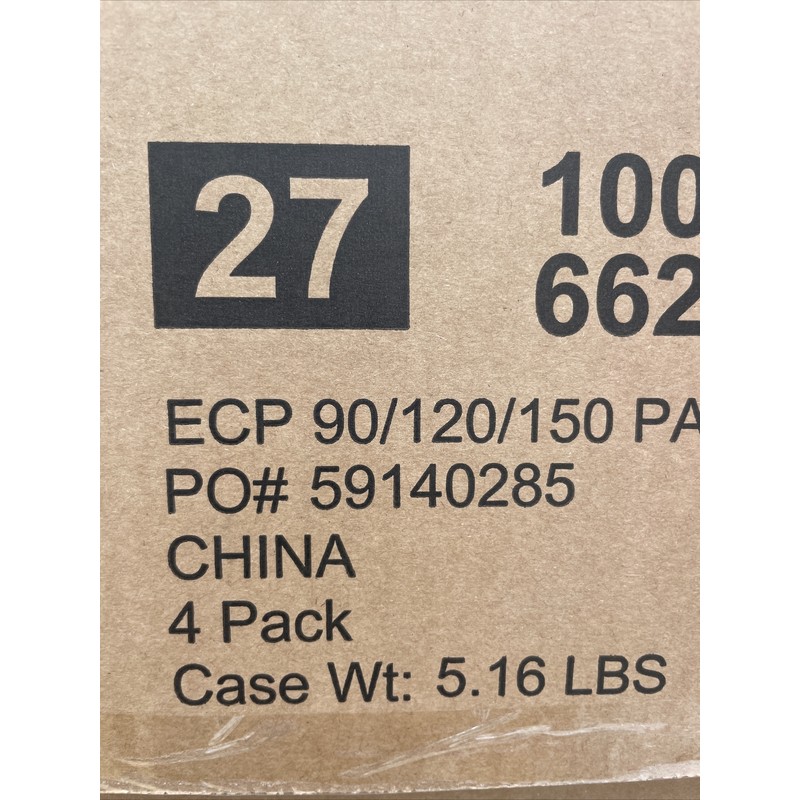 27
100
662
ECP 90/120/150 PA
PO# 59140285
CHINA
4 Pack
Case Wt: 5.16 LBS